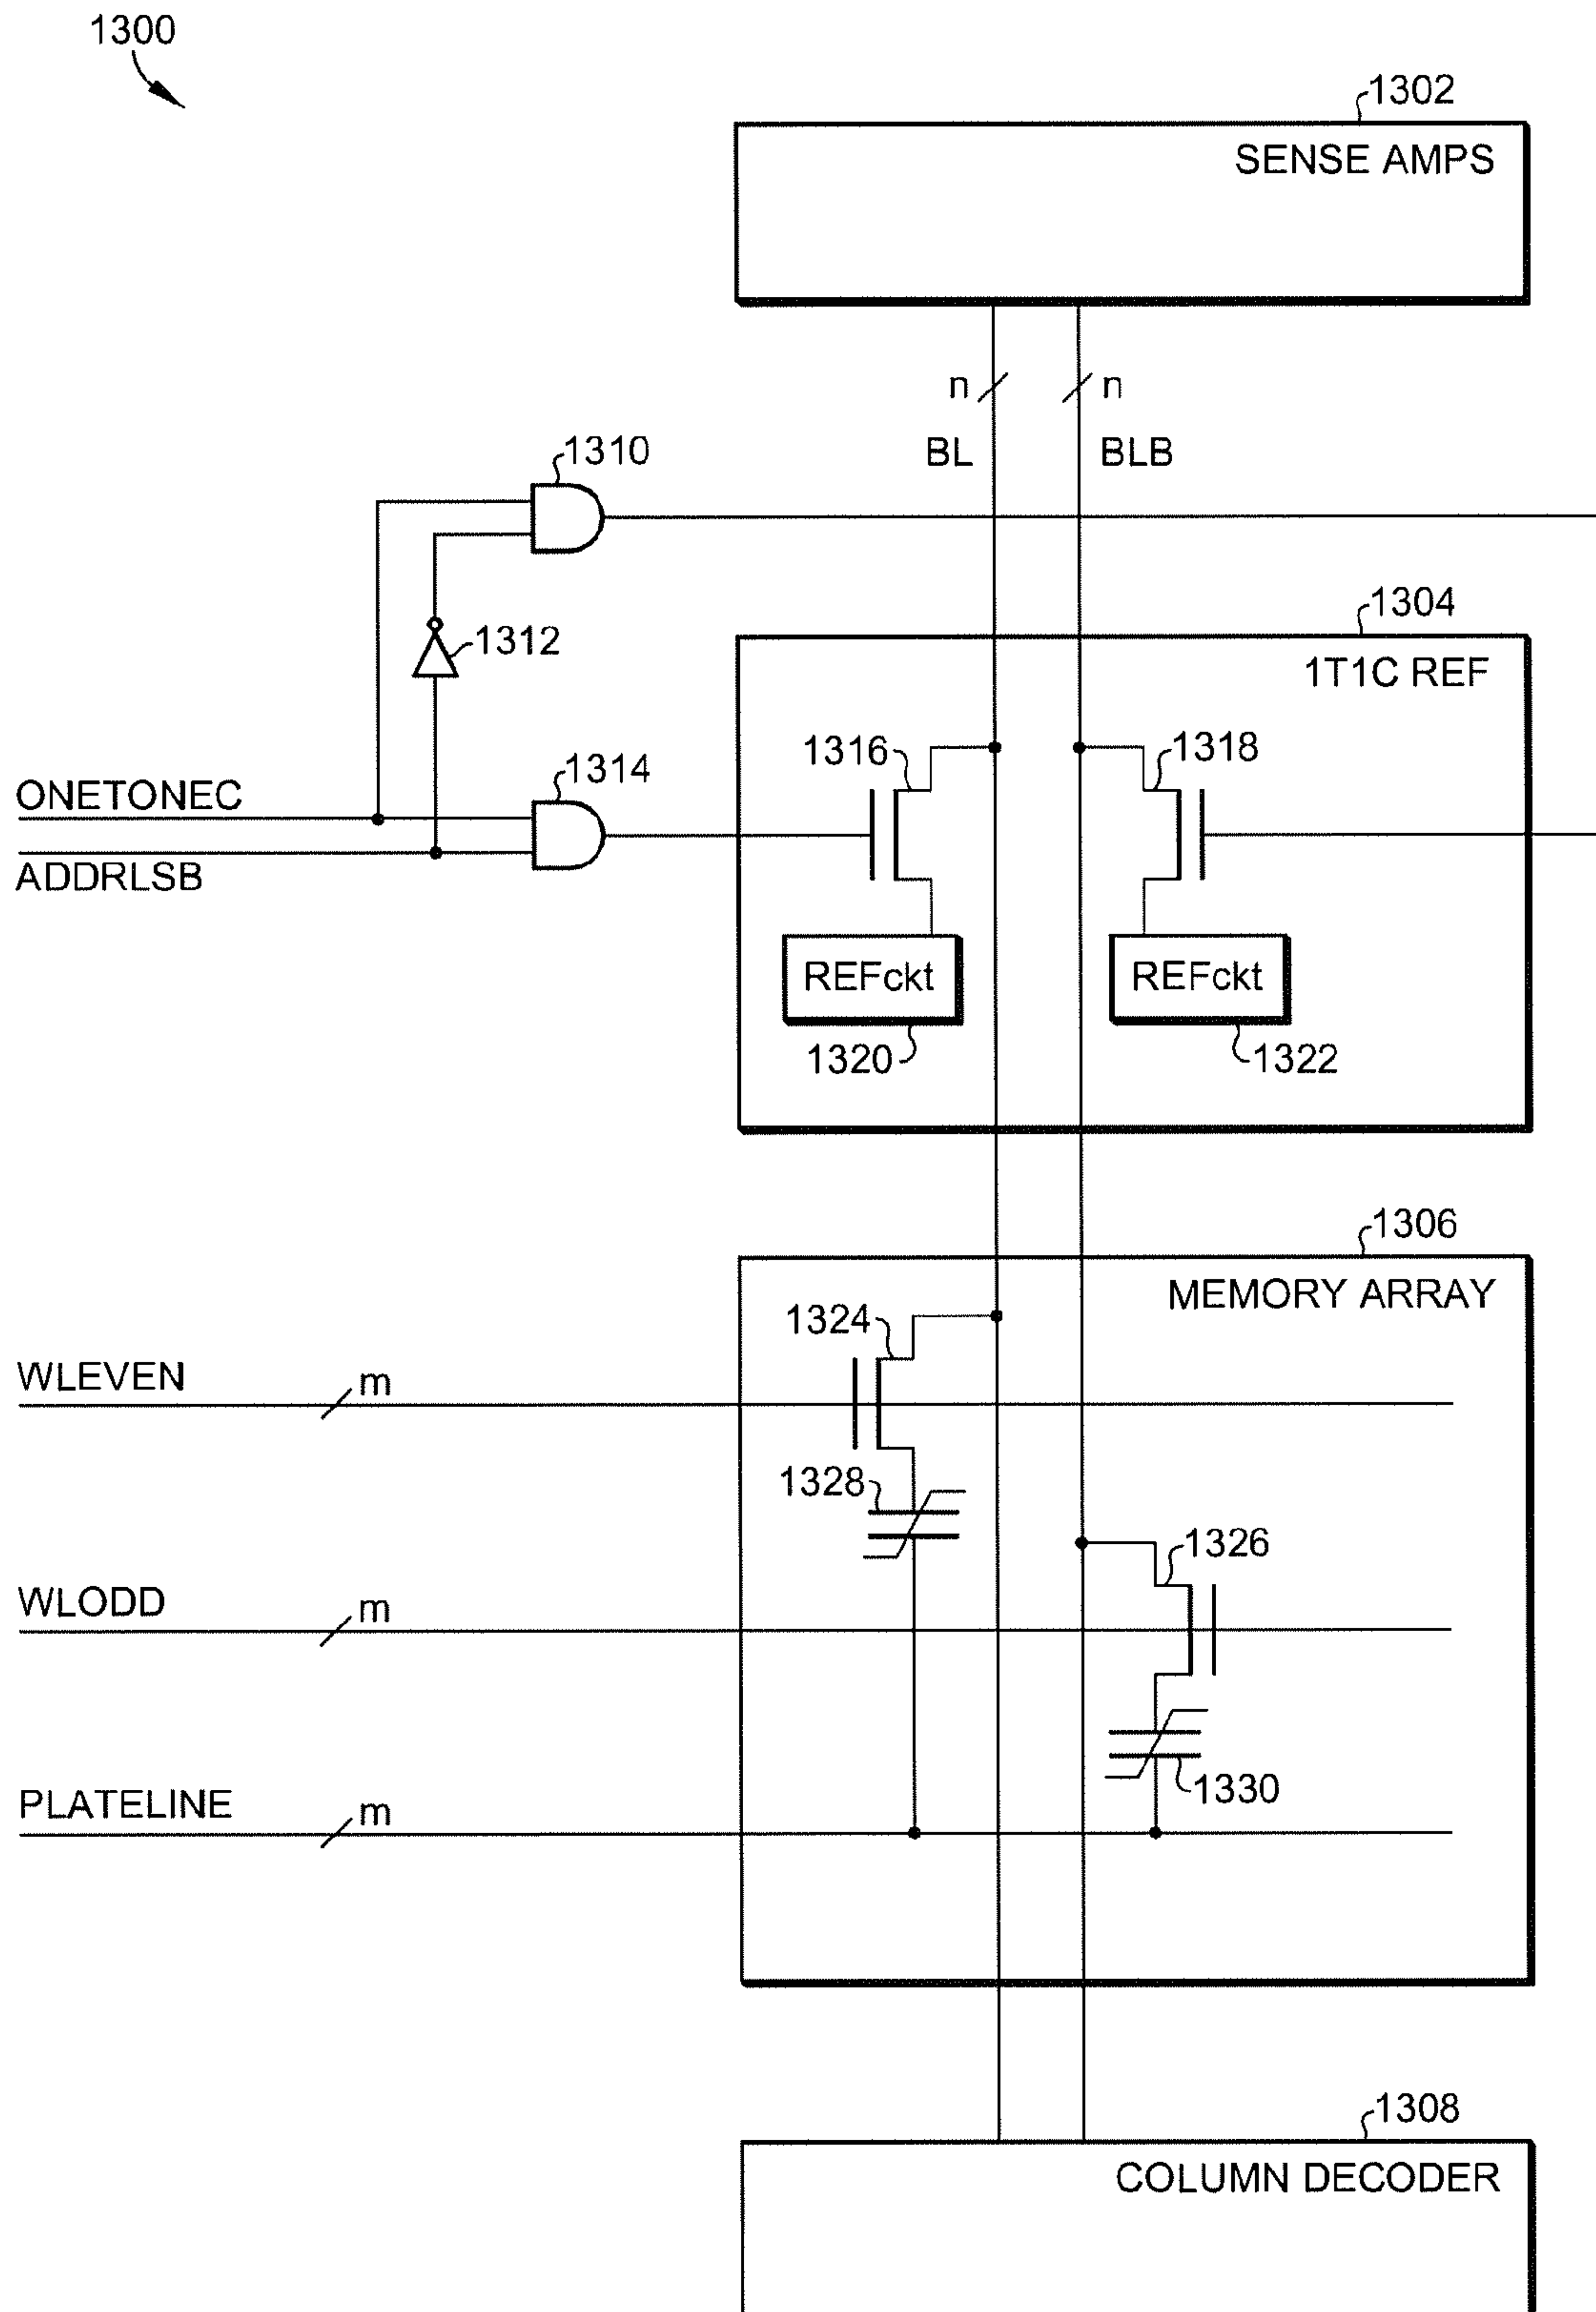 1300
1302
SENSE AMPS
n
n
BL
BLB
1310
1304
1312
1T1C REF
1316
1318
1314
ONETONEC
ADDRLSB
REFckt
REFckt
1320
1322
1306
MEMORY ARRAY
1324
WLEVEN
m
1328
1326
WLODD
m
1330
PLATELINE
m
1308
COLUMN DECODER